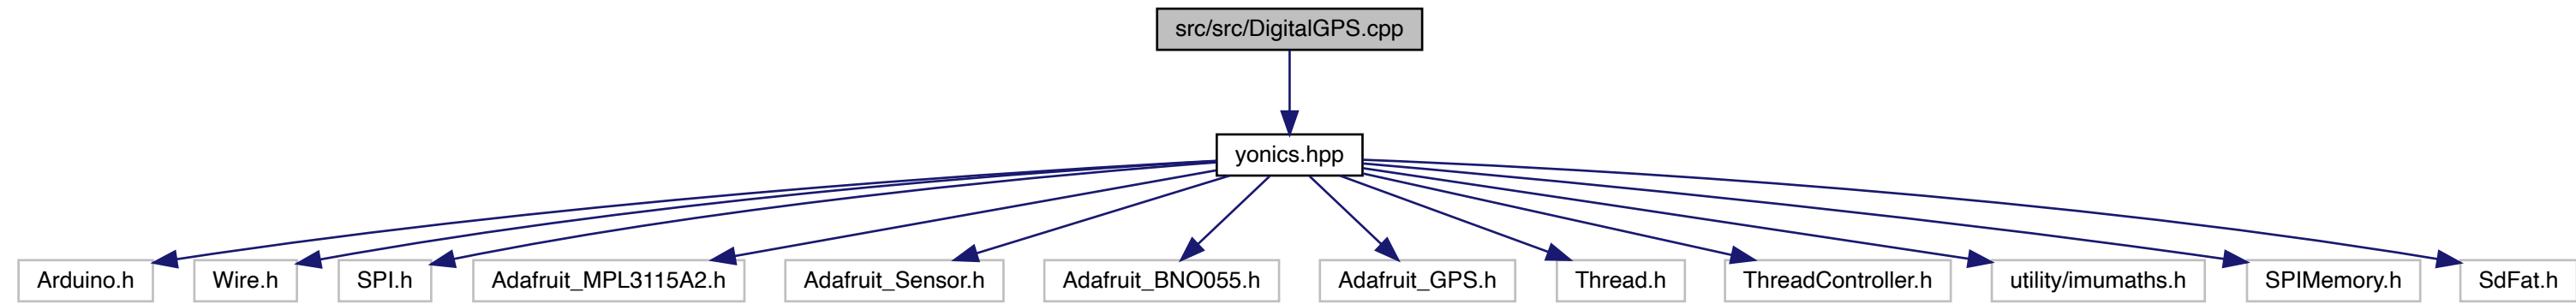 src/src/DigitalGPS.cpp
yonics.hpp
Arduino.h
Wire.h
SPI.h
Adafruit_MPL3115A2.h
Adafruit_Sensor.h
Adafruit_BNO055.h
Adafruit_GPS.h
Thread.h
ThreadController.h
utility/imumaths.h
SPIMemory.h
SdFat.h